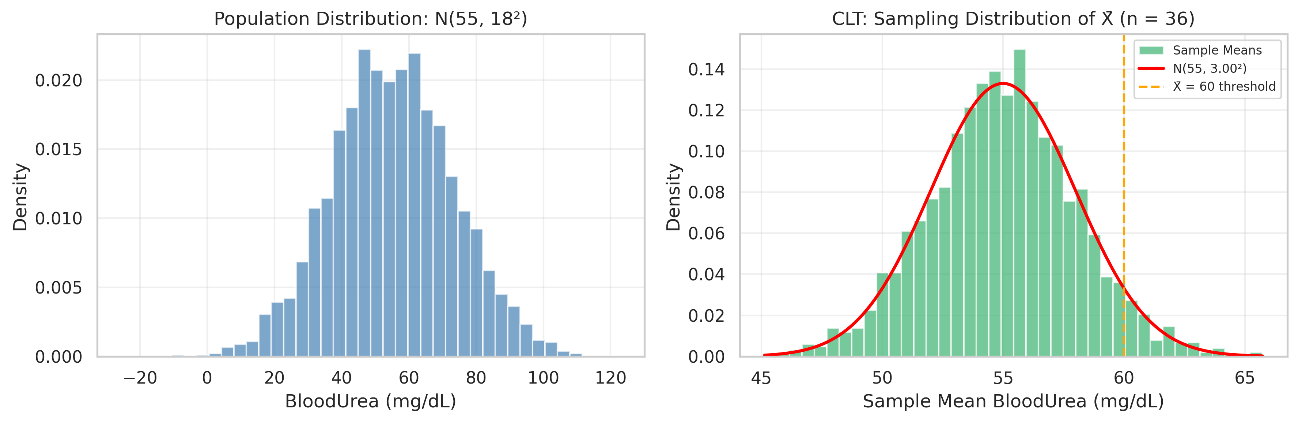 Population Distribution: N(55, 18²)
0.020
0.015
0.010
0.005
0.000
Density
−20 0 20 40 60 80 100 120
BloodUrea (mg/dL)
CLT: Sampling Distribution of X̄ (n = 36)
Sample Means
N(55, 3.00²)
X̄ = 60 threshold
0.14
0.12
0.10
0.08
0.06
0.04
0.02
0.00
Density
45 50 55 60 65
Sample Mean BloodUrea (mg/dL)